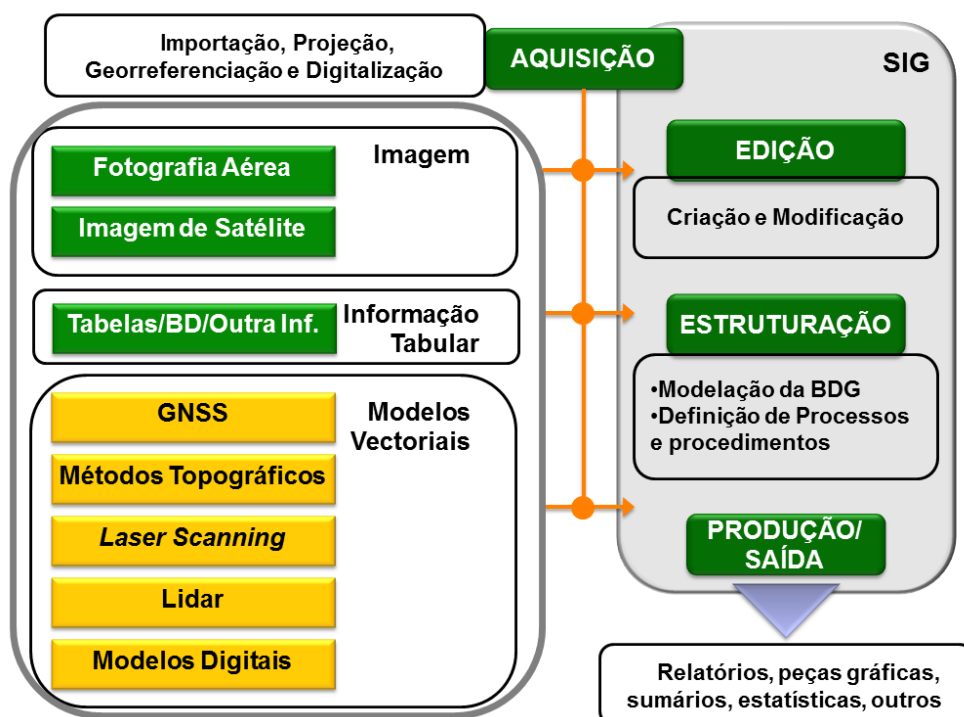 Importação, Projeção,
Georreferenciação e Digitalização
AQUISIÇÃO
SIG
Imagem
Fotografia Aérea
Imagem de Satélite
Informação
Tabular
Tabelas/BD/Outra Inf.
Modelos
Vectoriais
GNSS
Métodos Topográficos
Laser Scanning
Lidar
Modelos Digitais
EDIÇÃO
Criação e Modificação
ESTRUTURAÇÃO
•Modelação da BDG
•Definição de Processos
e procedimentos
PRODUÇÃO/
SAÍDA
Relatórios, peças gráficas,
sumários, estatísticas, outros